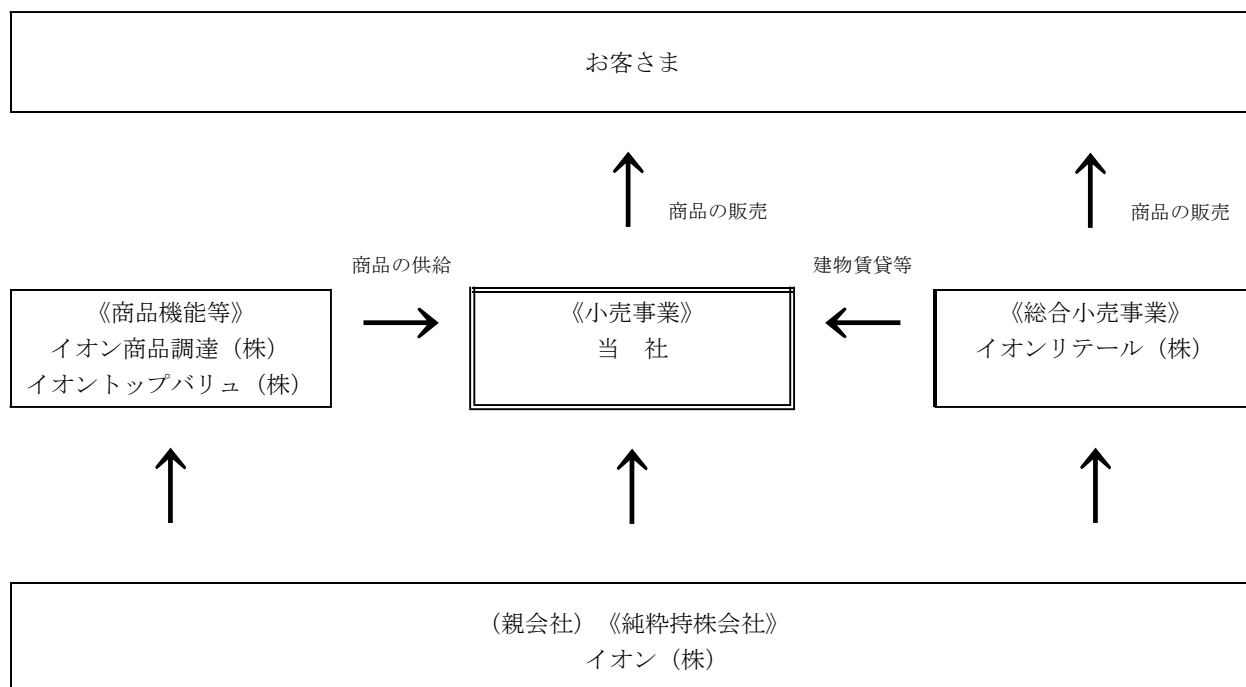 お客さま
商品の販売
商品の販売
商品の供給
建物賃貸等
《商品機能等》
イオン商品調達（株）
イオントップバリュ（株）
《小売事業》
当　社
《総合小売事業》
イオンリテール（株）
（親会社）《純粋持株会社》
イオン（株）